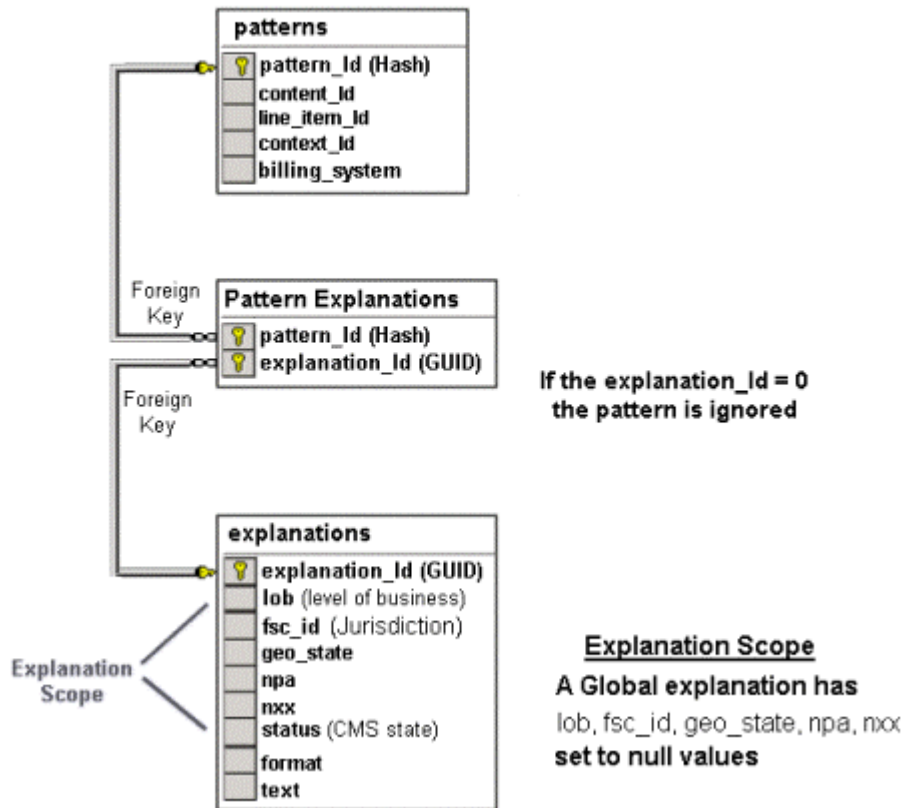 patterns
pattern_Id (Hash)
content_Id
line_item_Id
context_Id
billing_system
Foreign
Key
Pattern Explanations
pattern_Id (Hash)
explanation_Id (GUID)
Foreign
Key
If the explanation_Id = 0
the pattern is ignored
explanations
explanation_Id (GUID)
lob (level of business)
fsc_id (Jurisdiction)
geo_state
npa
nxx
status (CMS state)
format
text
Explanation
Scope
Explanation Scope
A Global explanation has
lob, fsc_id, geo_state, npa, nxx
set to null values